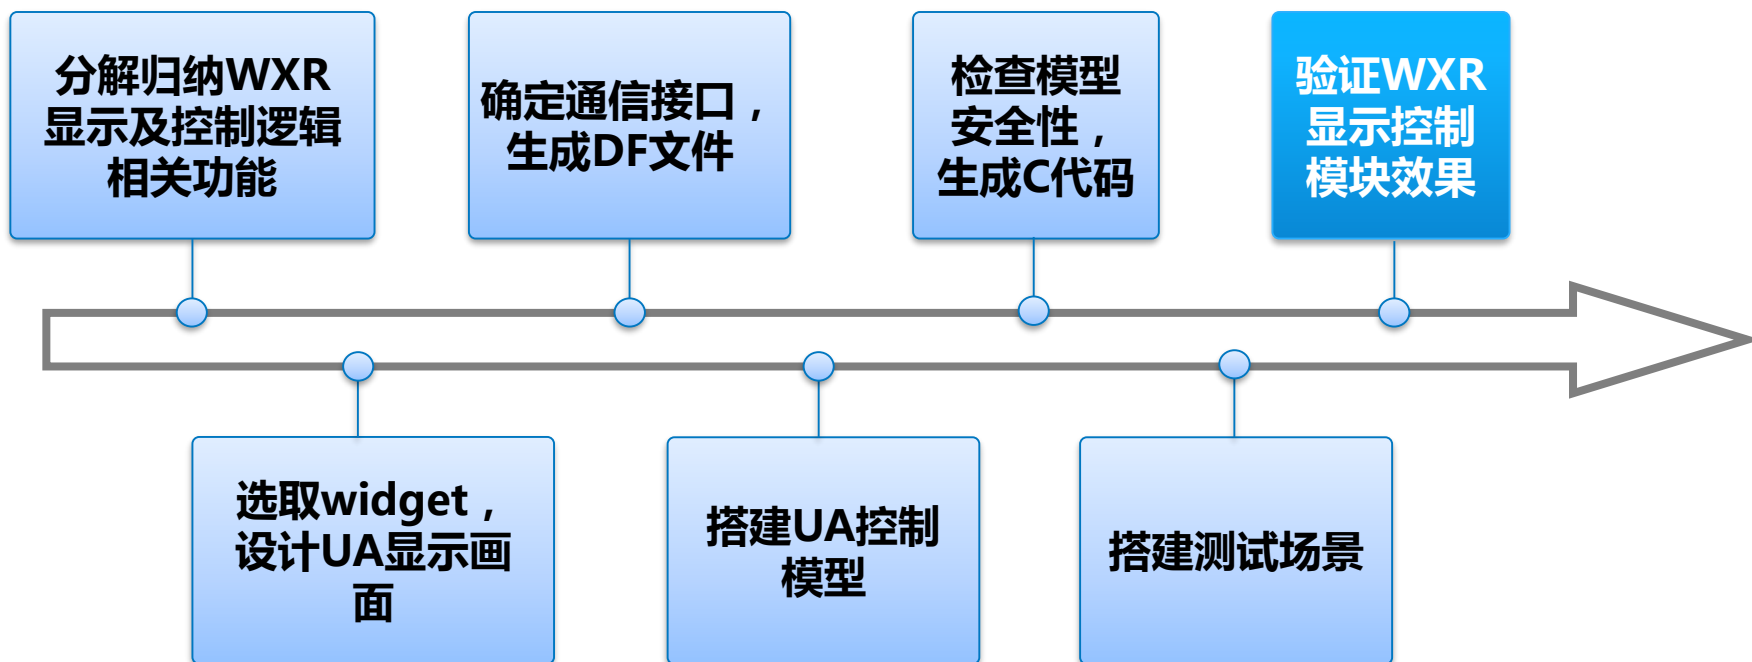 分解归纳WXR
显示及控制逻辑
相关功能
确定通信接口，
生成DF文件
检查模型
安全性，
生成C代码
验证WXR
显示控制
模块效果
选取widget，
设计UA显示画
面
搭建UA控制
模型
搭建测试场景